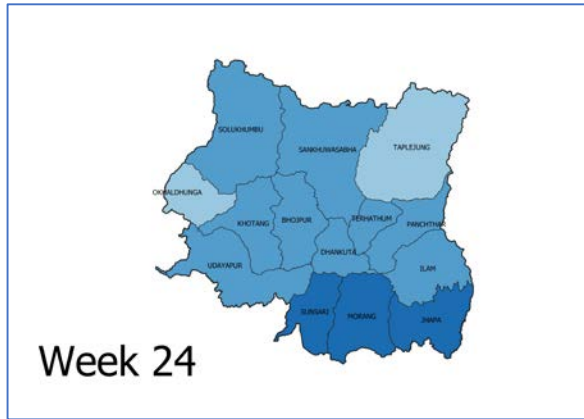 SOLUKHUMBU
SANKHUWASABHA
TAPLEJUNG
OKHALDHUNGA
KHOTANG
BHOJPUR
TERHATHUM
PANCHTHAR
DHANKUTA
UDAYAPUR
ILAM
SUNSARI
MORANG
JHAPA
Week 24